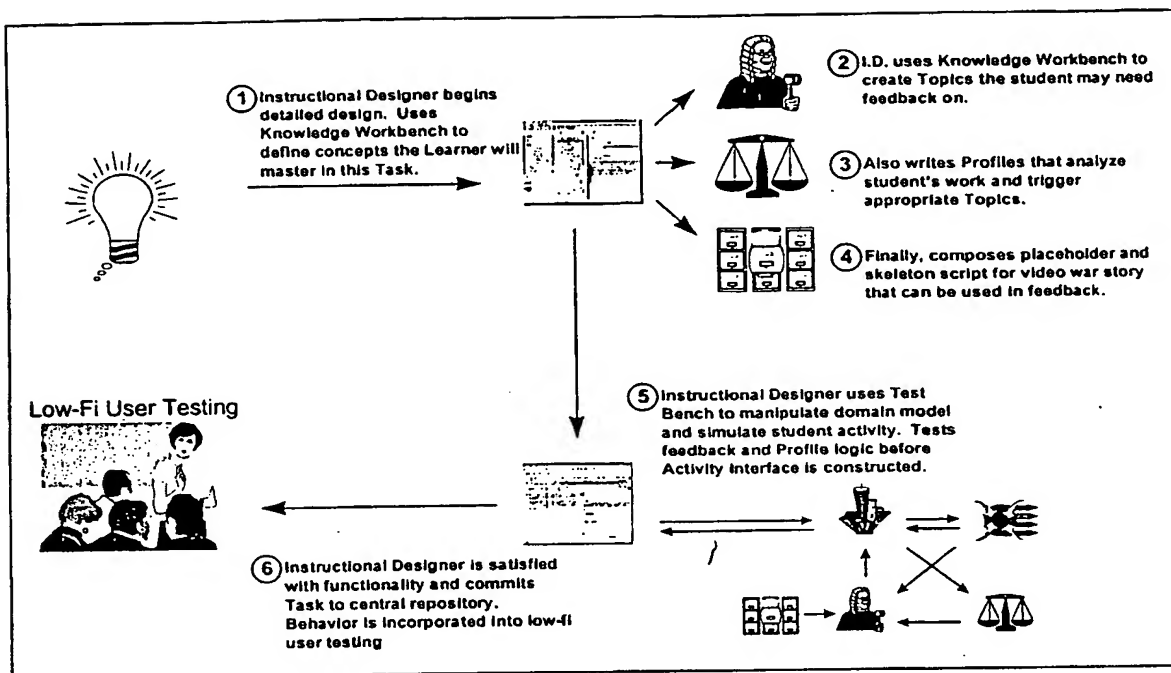 1 Instructional Designer begins
detailed design. Uses
Knowledge Workbench to
define concepts the Learner will
master in this Task.
2 I.D. uses Knowledge Workbench to
create Topics the student may need
feedback on.
3 Also writes Profiles that analyze
student's work and trigger
appropriate Topics.
4 Finally, composes placeholder and
skeleton script for video war story
that can be used in feedback.
5 Instructional Designer uses Test
Bench to manipulate domain model
and simulate student activity. Tests
feedback and Profile logic before
Activity Interface is constructed.
Low-Fi User Testing
6 Instructional Designer is satisfied
with functionality and commits
Task to central repository.
Behavior is incorporated into low-fi
user testing